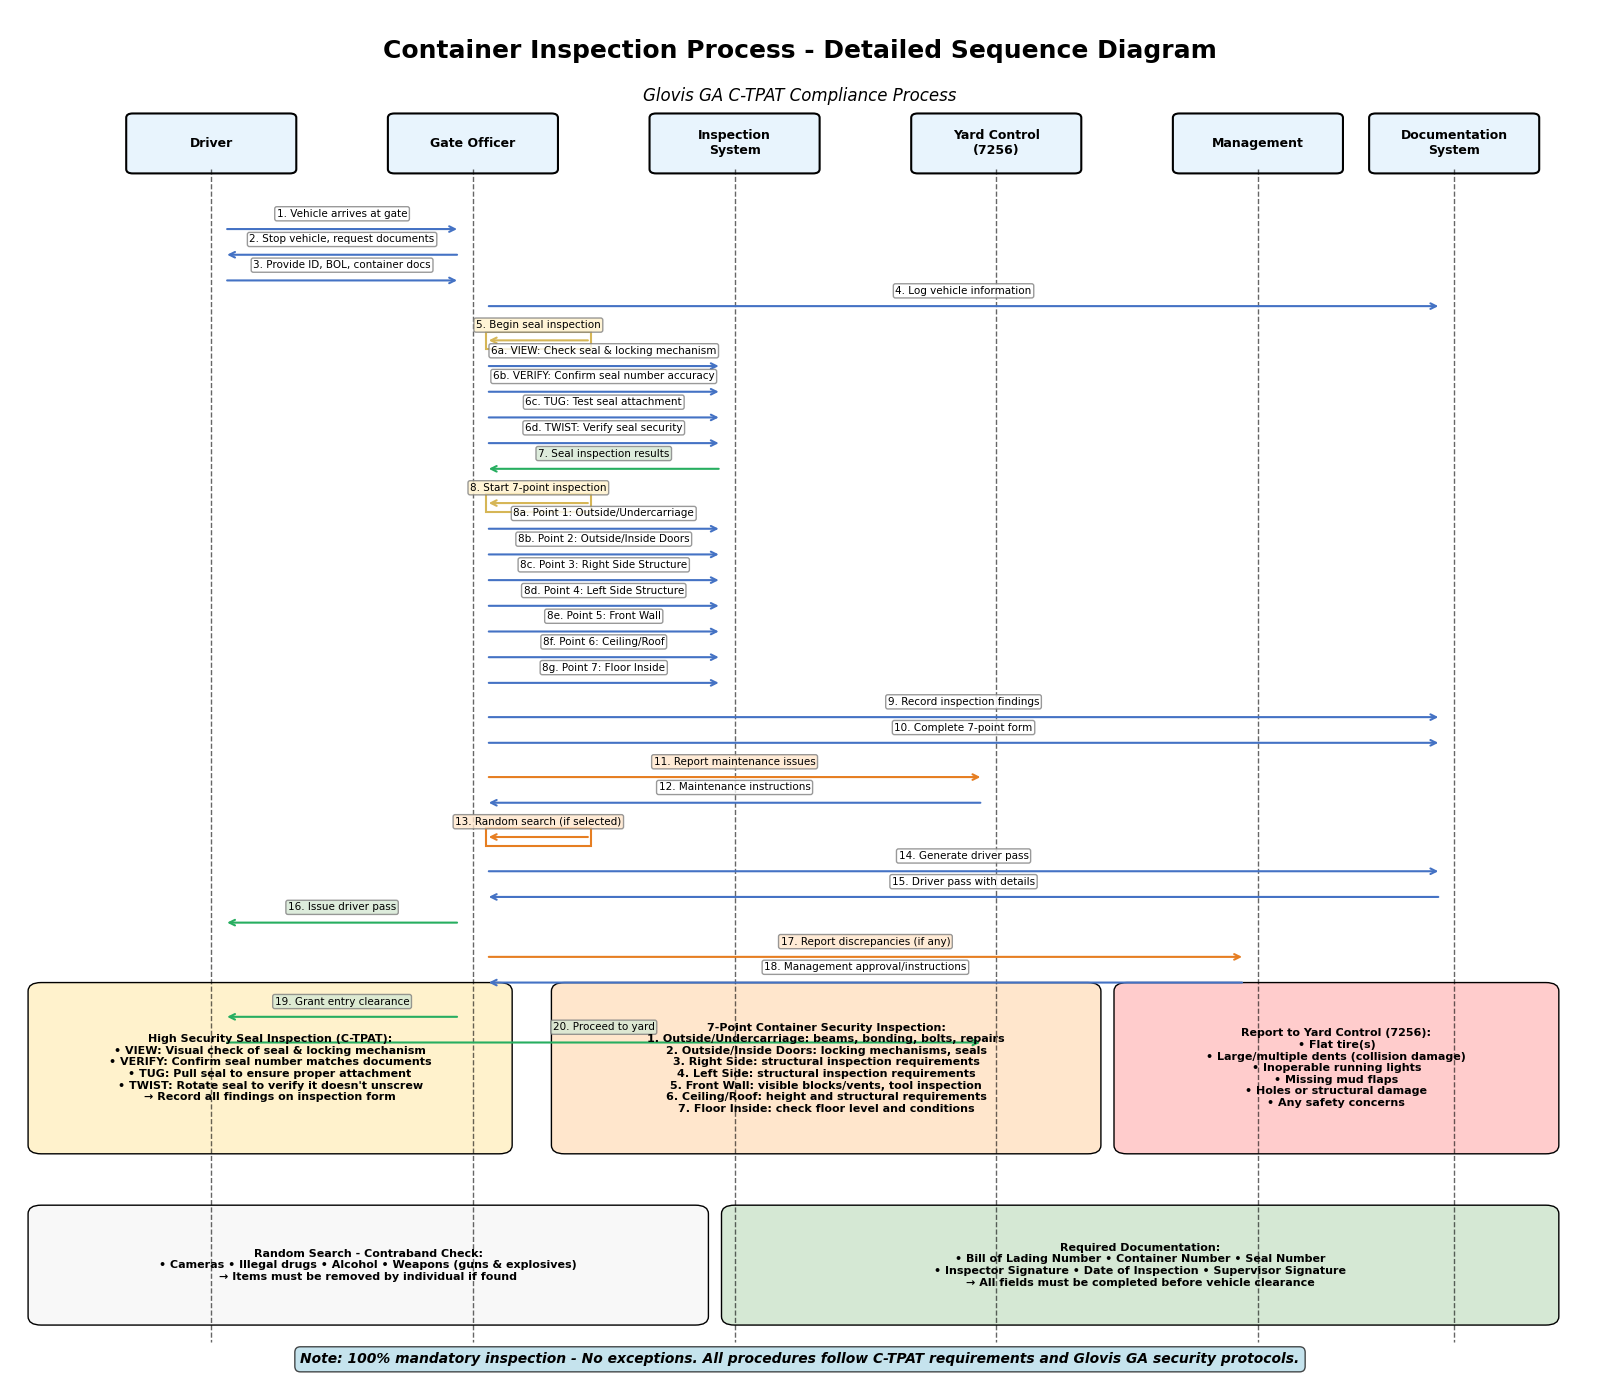 Container Inspection Process - Detailed Sequence Diagram
Glovis GA C-TPAT Compliance Process
Driver
Gate Officer
Inspection
System
Yard Control
(7256)
Management
Documentation
System
1. Vehicle arrives at gate
2. Stop vehicle, request documents
3. Provide ID, BOL, container docs
4. Log vehicle information
5. Begin seal inspection
6a. VIEW: Check seal & locking mechanism
6b. VERIFY: Confirm seal number accuracy
6c. TUG: Test seal attachment
6d. TWIST: Verify seal security
7. Seal inspection results
8. Start 7-point inspection
8a. Point 1: Outside/Undercarriage
8b. Point 2: Outside/Inside Doors
8c. Point 3: Right Side Structure
8d. Point 4: Left Side Structure
8e. Point 5: Front Wall
8f. Point 6: Ceiling/Roof
8g. Point 7: Floor Inside
9. Record inspection findings
10. Complete 7-point form
11. Report maintenance issues
12. Maintenance instructions
13. Random search (if selected)
14. Generate driver pass
15. Driver pass with details
16. Issue driver pass
17. Report discrepancies (if any)
18. Management approval/instructions
19. Grant entry clearance
20. Proceed to yard
High Security Seal Inspection (C-TPAT):
• VIEW: Visual check of seal & locking mechanism
• VERIFY: Confirm seal number matches documents
• TUG: Pull seal to ensure proper attachment
• TWIST: Rotate seal to verify it doesn't unscrew
→ Record all findings on inspection form
7-Point Container Security Inspection:
1. Outside/Undercarriage: beams, bonding, bolts, repairs
2. Outside/Inside Doors: locking mechanisms, seals
3. Right Side: structural inspection requirements
4. Left Side: structural inspection requirements
5. Front Wall: visible blocks/vents, tool inspection
6. Ceiling/Roof: height and structural requirements
7. Floor Inside: check floor level and conditions
Report to Yard Control (7256):
• Flat tire(s)
• Large/multiple dents (collision damage)
• Inoperable running lights
• Missing mud flaps
• Holes or structural damage
• Any safety concerns
Random Search - Contraband Check:
• Cameras • Illegal drugs • Alcohol • Weapons (guns & explosives)
→ Items must be removed by individual if found
Required Documentation:
• Bill of Lading Number • Container Number • Seal Number
• Inspector Signature • Date of Inspection • Supervisor Signature
→ All fields must be completed before vehicle clearance
Note: 100% mandatory inspection - No exceptions. All procedures follow C-TPAT requirements and Glovis GA security protocols.